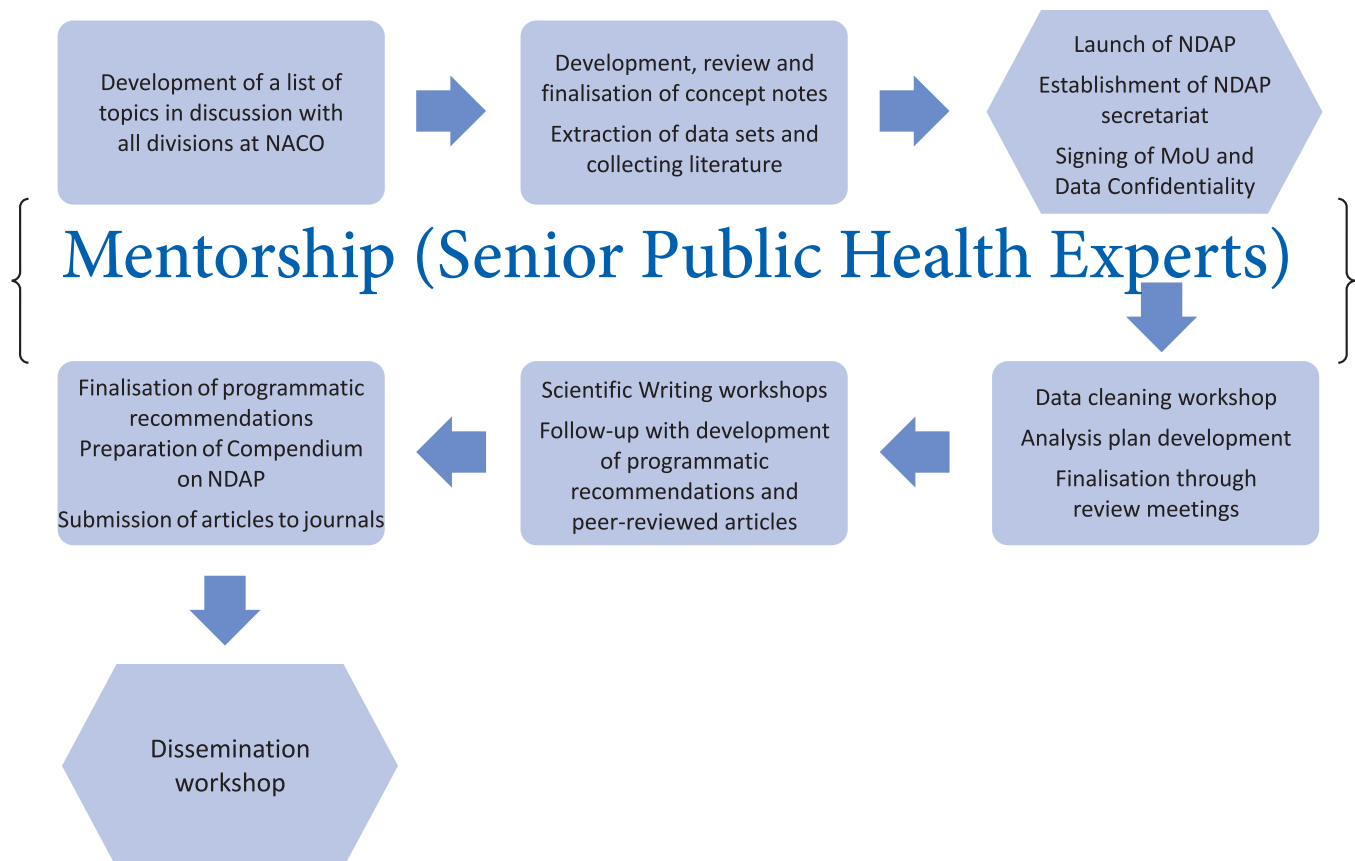 Development of a list of
topics in discussion with
all divisions at NACO
Development, review and
finalisation of concept notes
Extraction of data sets and
collecting literature
Launch of NDAP
Establishment of NDAP
secretariat
Signing of MoU and
Data Confidentiality
Mentorship (Senior Public Health Experts)
Data cleaning workshop
Analysis plan development
Finalisation through
review meetings
Scientific Writing workshops
Follow-up with development
of programmatic
recommendations and
peer-reviewed articles
Finalisation of programmatic
recommendations
Preparation of Compendium
on NDAP
Submission of articles to journals
Dissemination
workshop